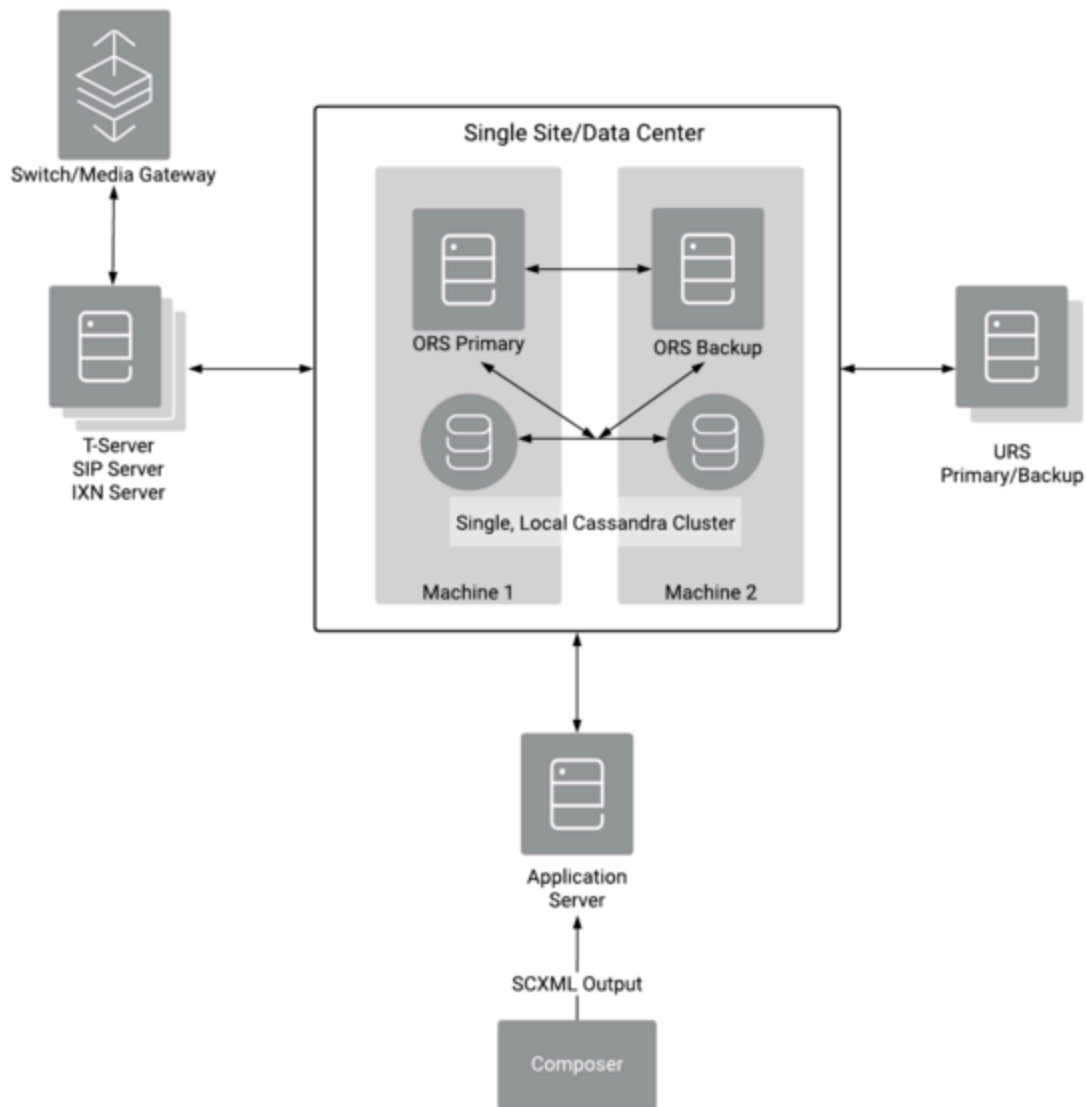 Switch/Media Gateway
Single Site/Data Center
ORS Primary
ORS Backup
T-Server
SIP Server
IXN Server
URS
Primary/Backup
Single, Local Cassandra Cluster
Machine 1
Machine 2
Application
Server
SCXML Output
Composer